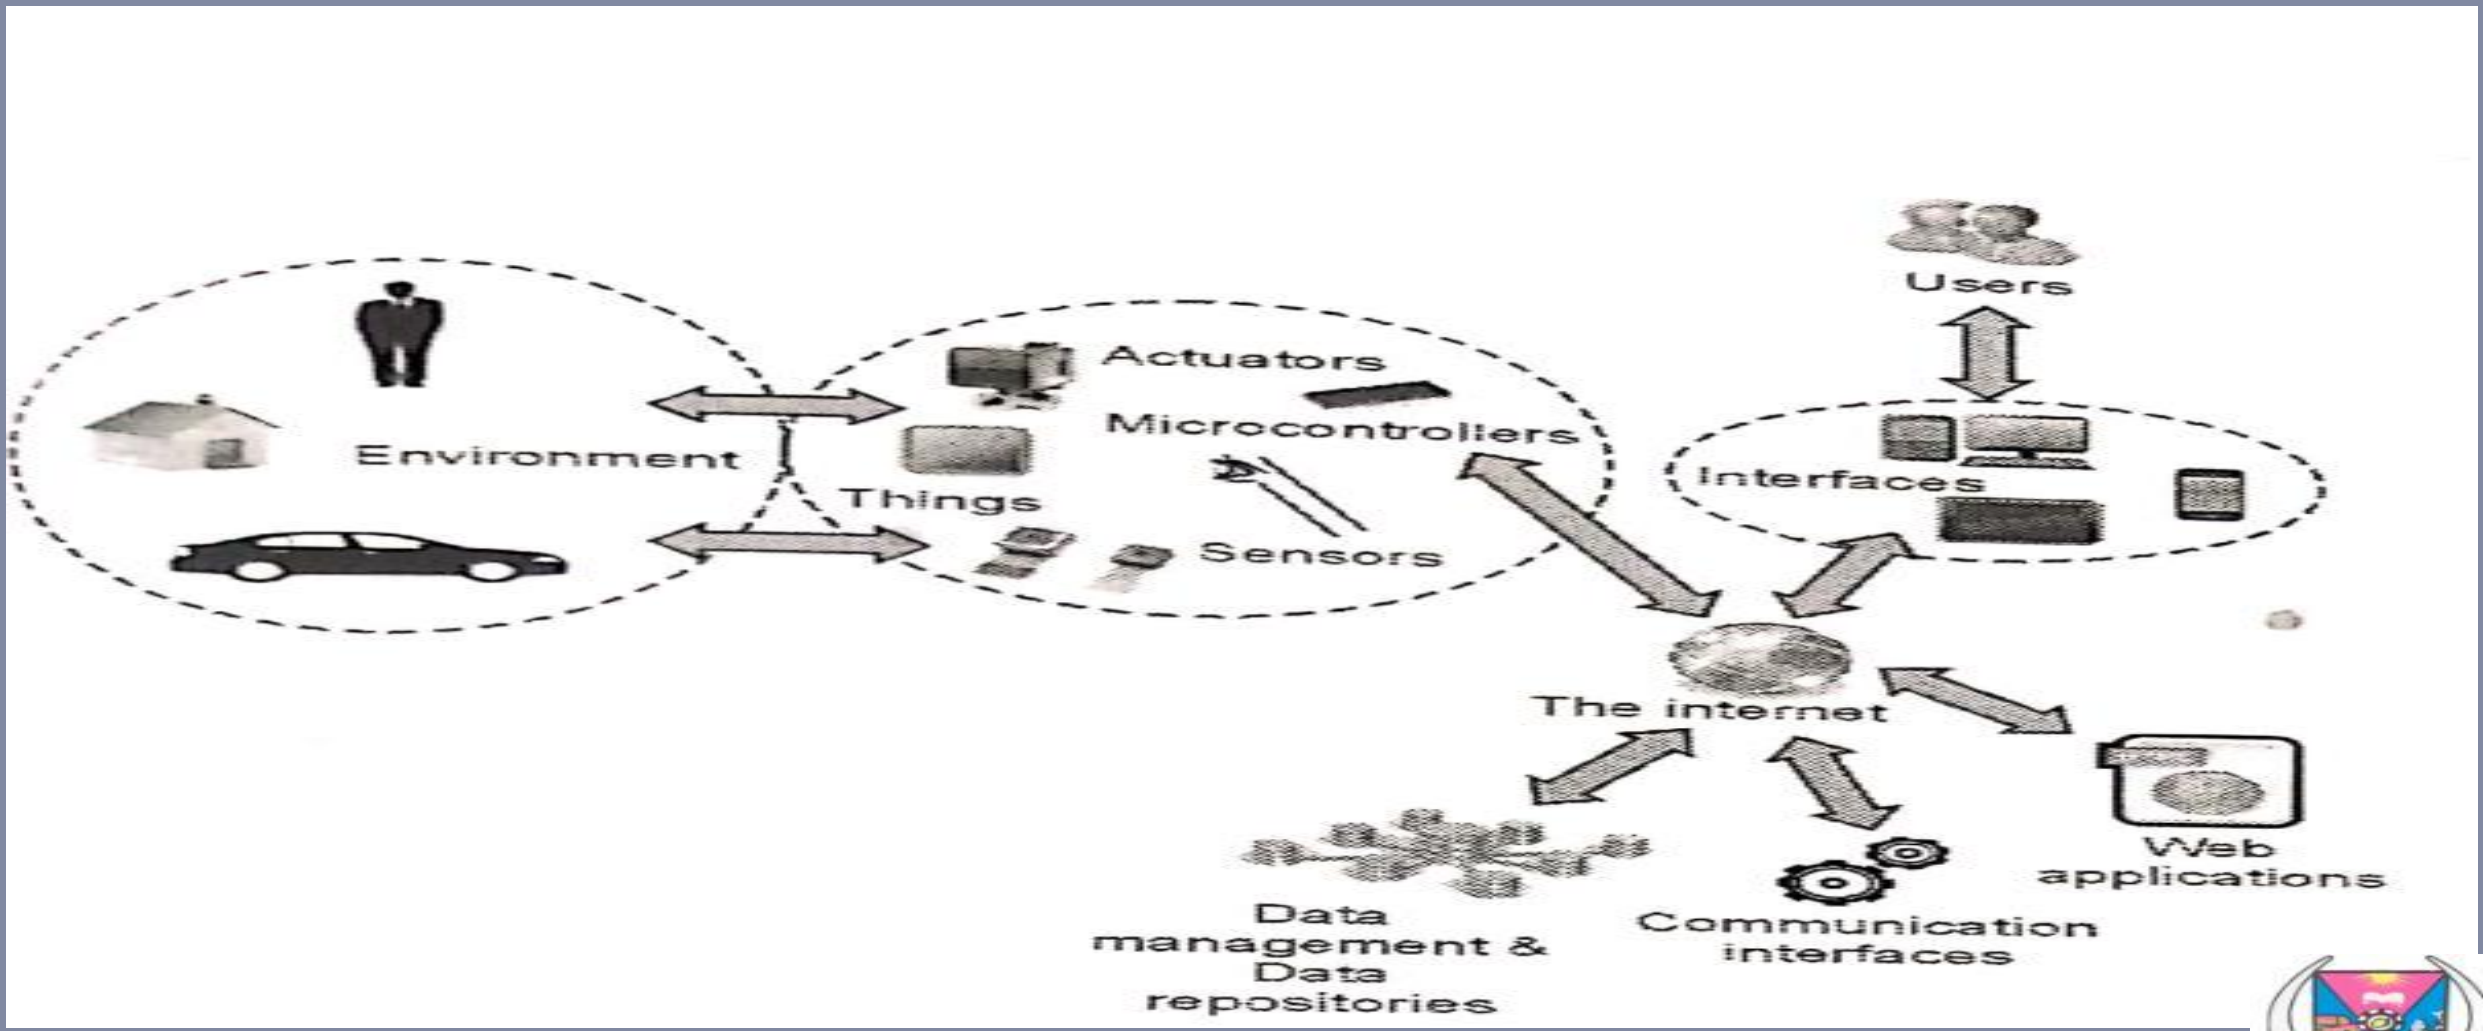 Users
Actuators
Microcontrollers
Environment
Interfaces
Things
Sensors
The internet
Web
applications
Data
management &
Data
repositories
Communication
interfaces